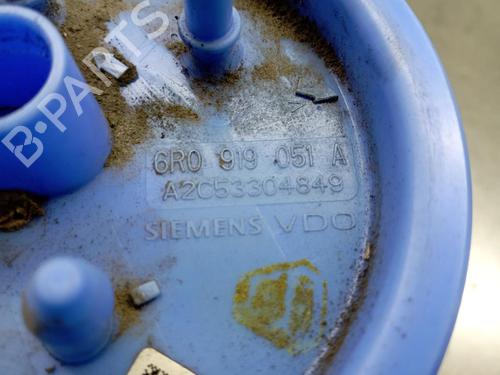 B-Parts
6R0 919 051 A
A2C53304849
SIEMENS VDO